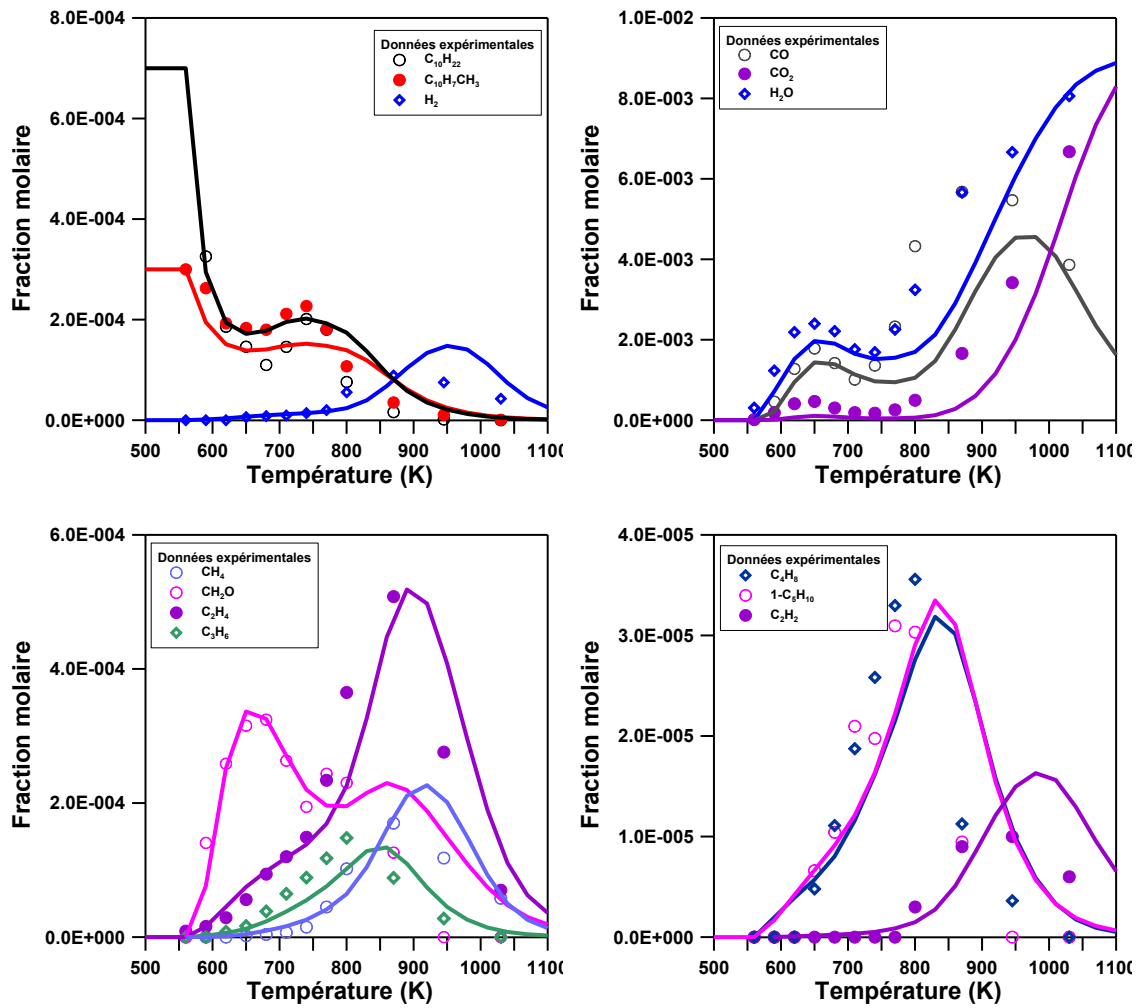 8.0E-004
6.0E-004
4.0E-004
2.0E-004
0.0E+000
Fraction molaire
Données expérimentales
C₁₀H₂₂
C₁₀H₇CH₃
H₂
500 600 700 800 900 1000 1100
Température (K)
1.0E-002
8.0E-003
6.0E-003
4.0E-003
2.0E-003
0.0E+000
Fraction molaire
Données expérimentales
CO
CO₂
H₂O
500 600 700 800 900 1000 1100
Température (K)
6.0E-004
4.0E-004
2.0E-004
0.0E+000
Fraction molaire
Données expérimentales
CH₄
CH₂O
C₂H₄
C₃H₆
500 600 700 800 900 1000 1100
Température (K)
4.0E-005
3.0E-005
2.0E-005
1.0E-005
0.0E+000
Fraction molaire
Données expérimentales
C₄H₈
1-C₅H₁₀
C₂H₂
500 600 700 800 900 1000 1100
Température (K)